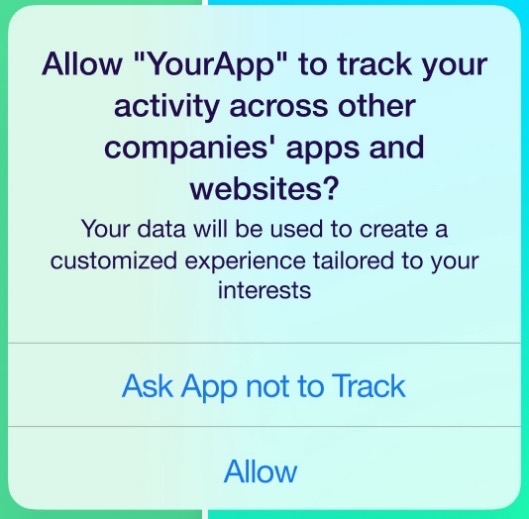 Allow "YourApp" to track your
activity across other
companies' apps and
websites?
Your data will be used to create a
customized experience tailored to your
interests
Ask App not to Track
Allow